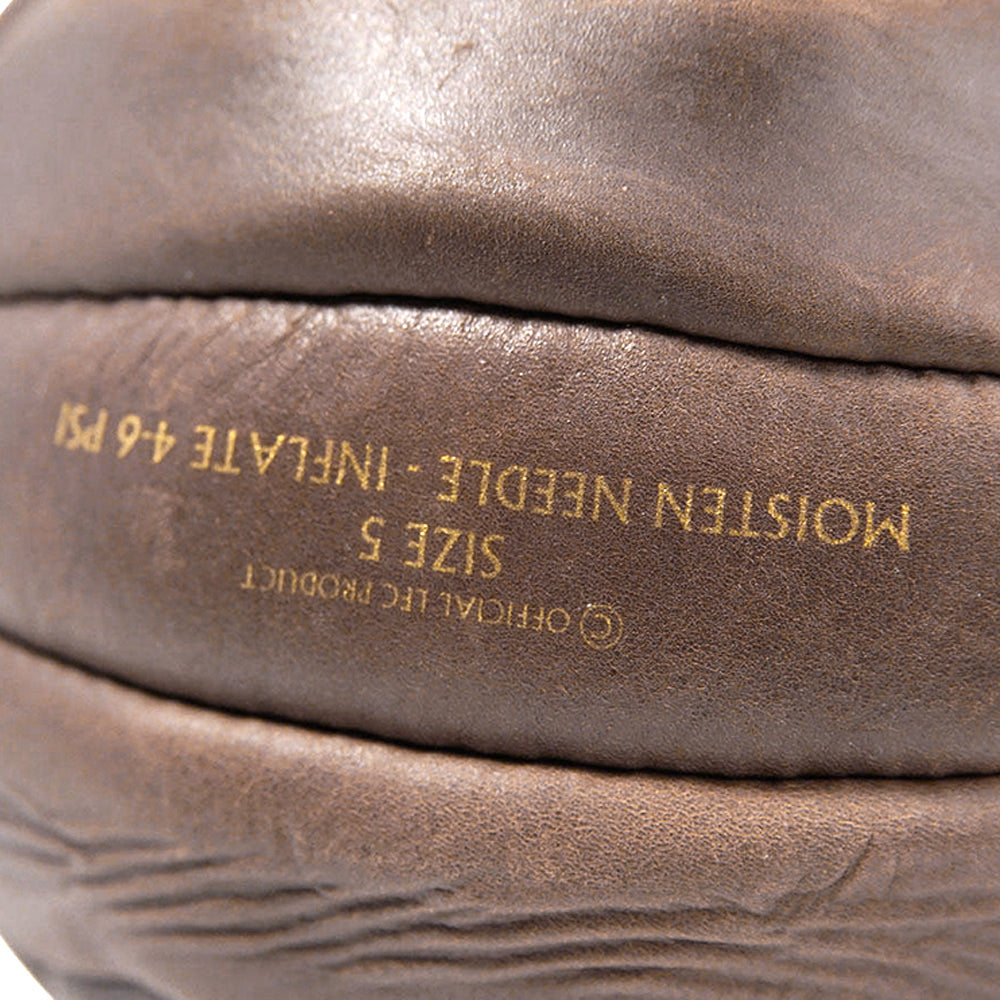 MOISTEN NEEDLE - INFLATE 4-6 PSI
SIZE 5
© OFFICIAL LFC PRODUCT